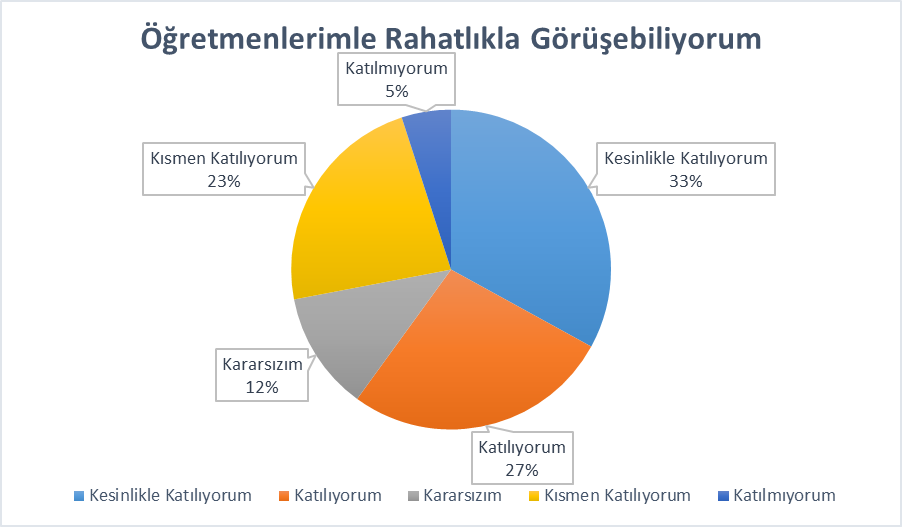 Öğretmenlerimle Rahatlıkla Görüşebiliyorum
Katılmıyorum
5%
Kısmen Katılıyorum
23%
Kesinlikle Katılıyorum
33%
Kararsızım
12%
Katılıyorum
27%
Kesinlikle Katılıyorum Katılıyorum Kararsızım Kısmen Katılıyorum Katılmıyorum